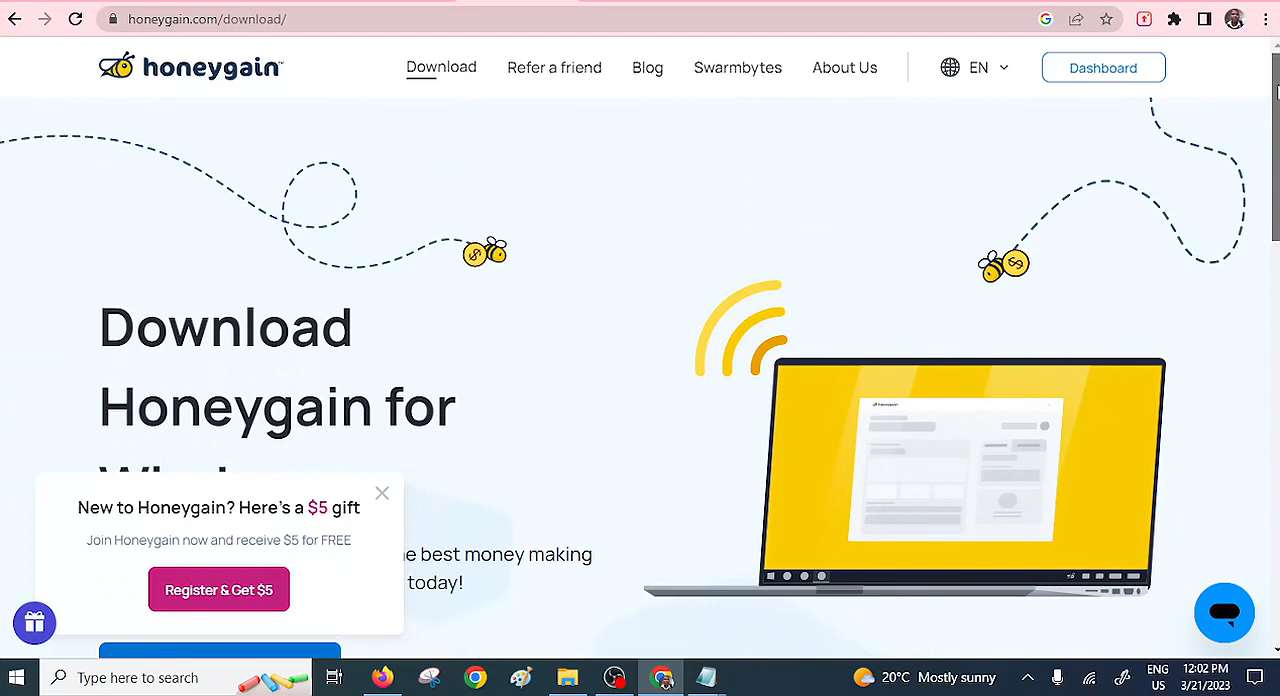 honeygain.com/download/
honeygain
Download
Refer a friend
Blog
Swarmbytes
About Us
EN
Dashboard
Download
Honeygain for
New to Honeygain? Here's a $5 gift
Join Honeygain now and receive $5 for FREE
Register & Get $5
best money making
today!
Type here to search
20°C Mostly sunny
ENG
US
12:02 PM
3/21/2023